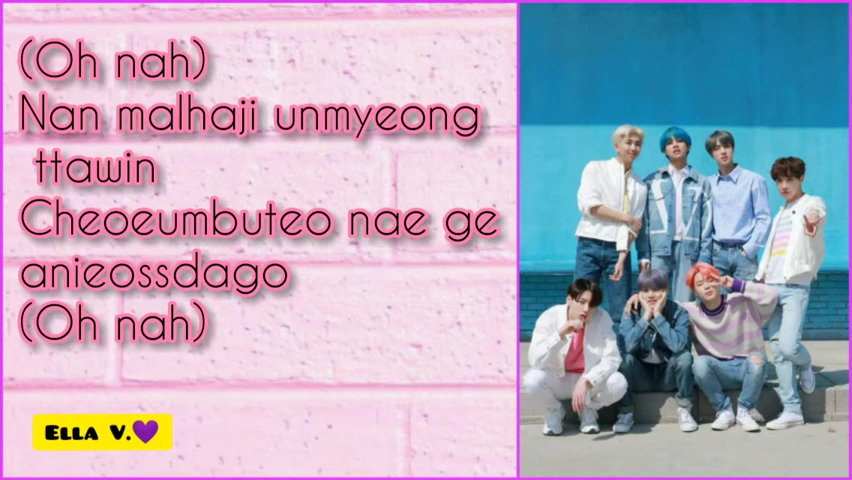 (Oh nah)
Nan malhaji unmyeong
ttawin
Cheoeumbuteo nae ge
anieossdago
(Oh nah)
ELLA V.💜